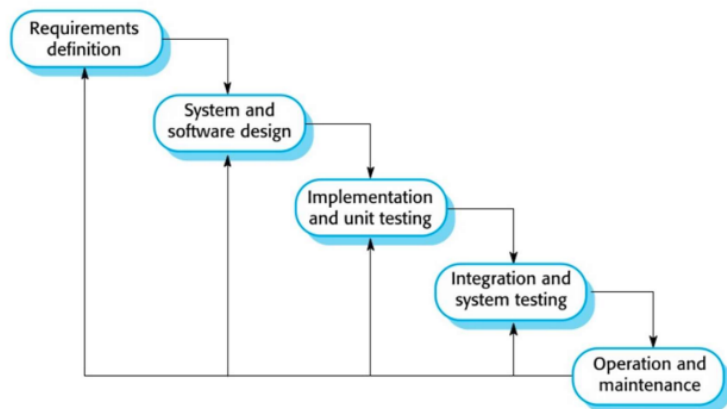 Requirements
definition
System and
software design
Implementation
and unit testing
Integration and
system testing
Operation and
maintenance